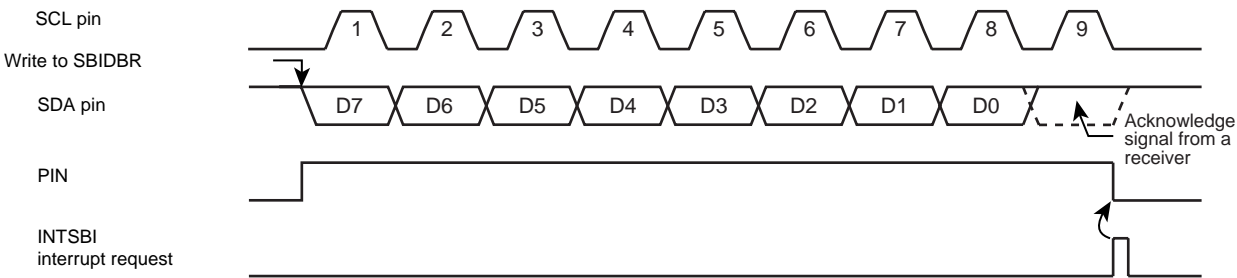 SCL pin
1 2 3 4 5 6 7 8 9
Write to SBIDBR
SDA pin
D7 D6 D5 D4 D3 D2 D1 D0
Acknowledge
signal from a
receiver
PIN
INTSBI
interrupt request